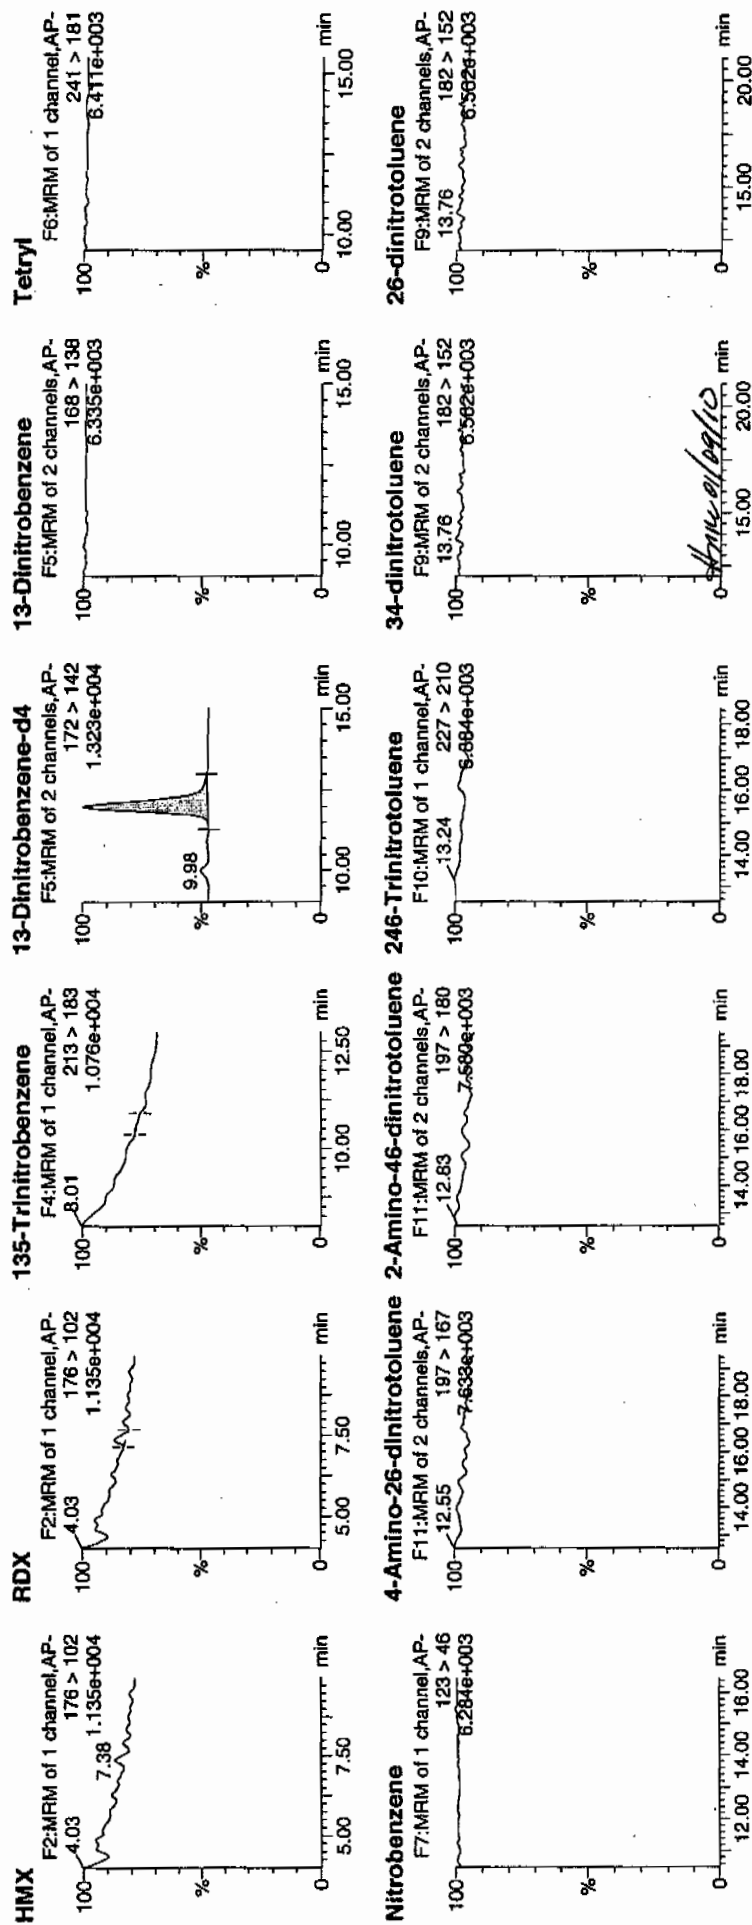 HMX
F2:MRM of 1 channel,AP-
176 > 102
1.135e+004
100
4.03
7.38
%
0
5.00
7.50
min
RDX
F2:MRM of 1 channel,AP-
176 > 102
1.135e+004
100
4.03
%
0
5.00
7.50
min
135-Trinitrobenzene
F4:MRM of 1 channel,AP-
213 > 183
1.076e+004
100
8.01
%
0
10.00
12.50
min
13-Dinitrobenzene-d4
F5:MRM of 2 channels,AP-
172 > 142
1.323e+004
100
9.98
%
0
10.00
15.00
min
13-Dinitrobenzene
F5:MRM of 2 channels,AP-
168 > 138
6.335e+003
100
%
0
10.00
15.00
min
Tetryl
F6:MRM of 1 channel,AP-
241 > 181
6.411e+003
100
%
0
10.00
15.00
min
Nitrobenzene
F7:MRM of 1 channel,AP-
123 > 46
6.284e+003
100
%
0
12.00
14.00
16.00
min
4-Amino-26-dinitrotoluene
F11:MRM of 2 channels,AP-
197 > 167
7.633e+003
100
12.55
%
0
14.00
16.00
18.00
min
2-Amino-46-dinitrotoluene
F11:MRM of 2 channels,AP-
197 > 180
7.580e+003
100
12.83
%
0
14.00
16.00
18.00
min
246-Trinitrotoluene
F10:MRM of 1 channel,AP-
227 > 210
6.884e+003
100
13.24
%
0
14.00
16.00
18.00
min
34-dinitrotoluene
F9:MRM of 2 channels,AP-
182 > 152
6.562e+003
100
13.76
%
0
15.00
20.00
min
01/09/10
26-dinitrotoluene
F9:MRM of 2 channels,AP-
182 > 152
6.562e+003
100
13.76
%
0
15.00
20.00
min